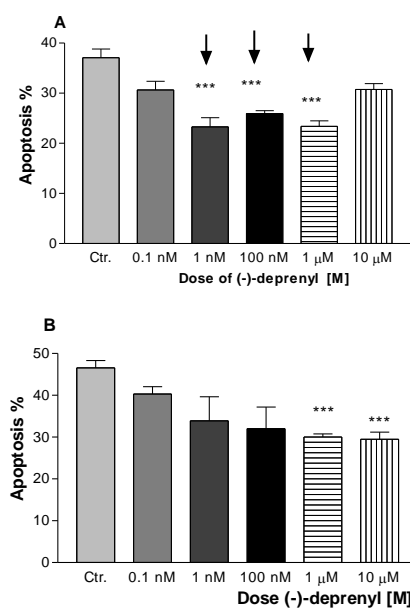 A
Apoptosis %
40
30
20
10
0
***
***
***
Ctr.
0.1 nM
1 nM
100 nM
1 μM
10 μM
Dose of (-)-deprenyl [M]
B
Apoptosis %
50
40
30
20
10
0
***
***
Ctr.
0.1 nM
1 nM
100 nM
1 μM
10 μM
Dose (-)-deprenyl [M]